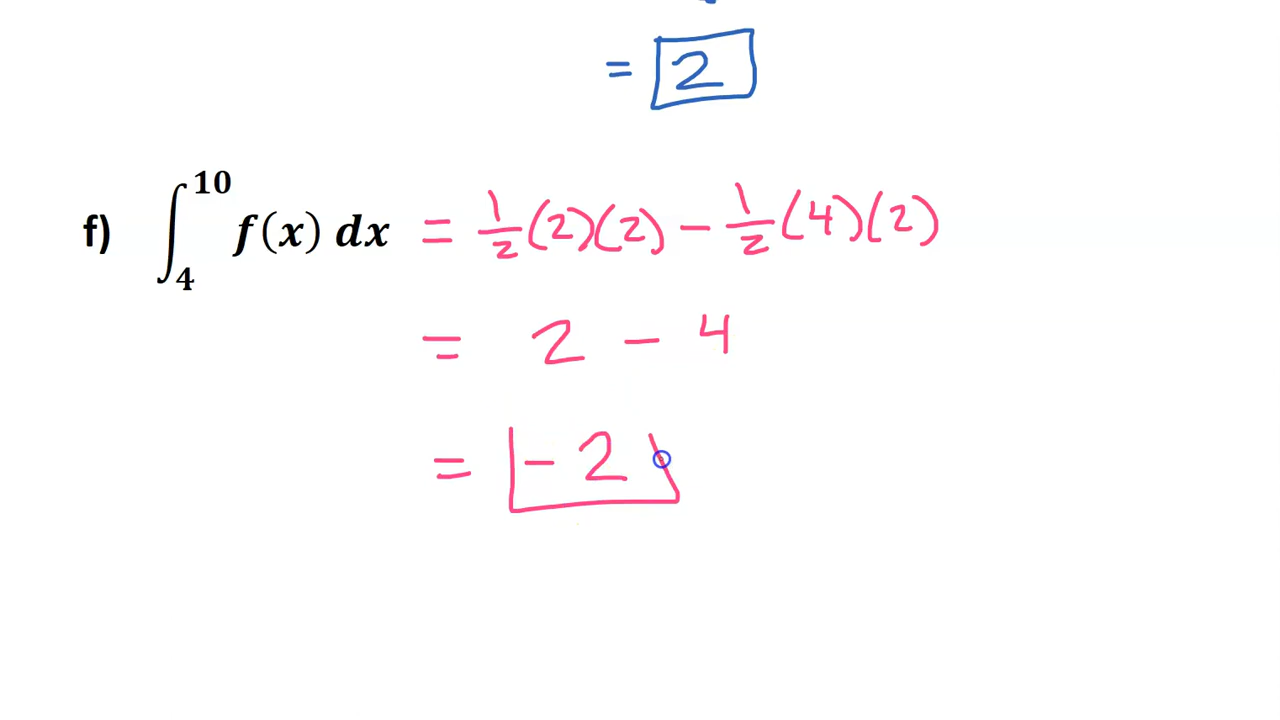 = 2
f) ∫₄¹⁰ f(x) dx = 1/2 (2)(2) − 1/2 (4)(2)
= 2 − 4
= −2